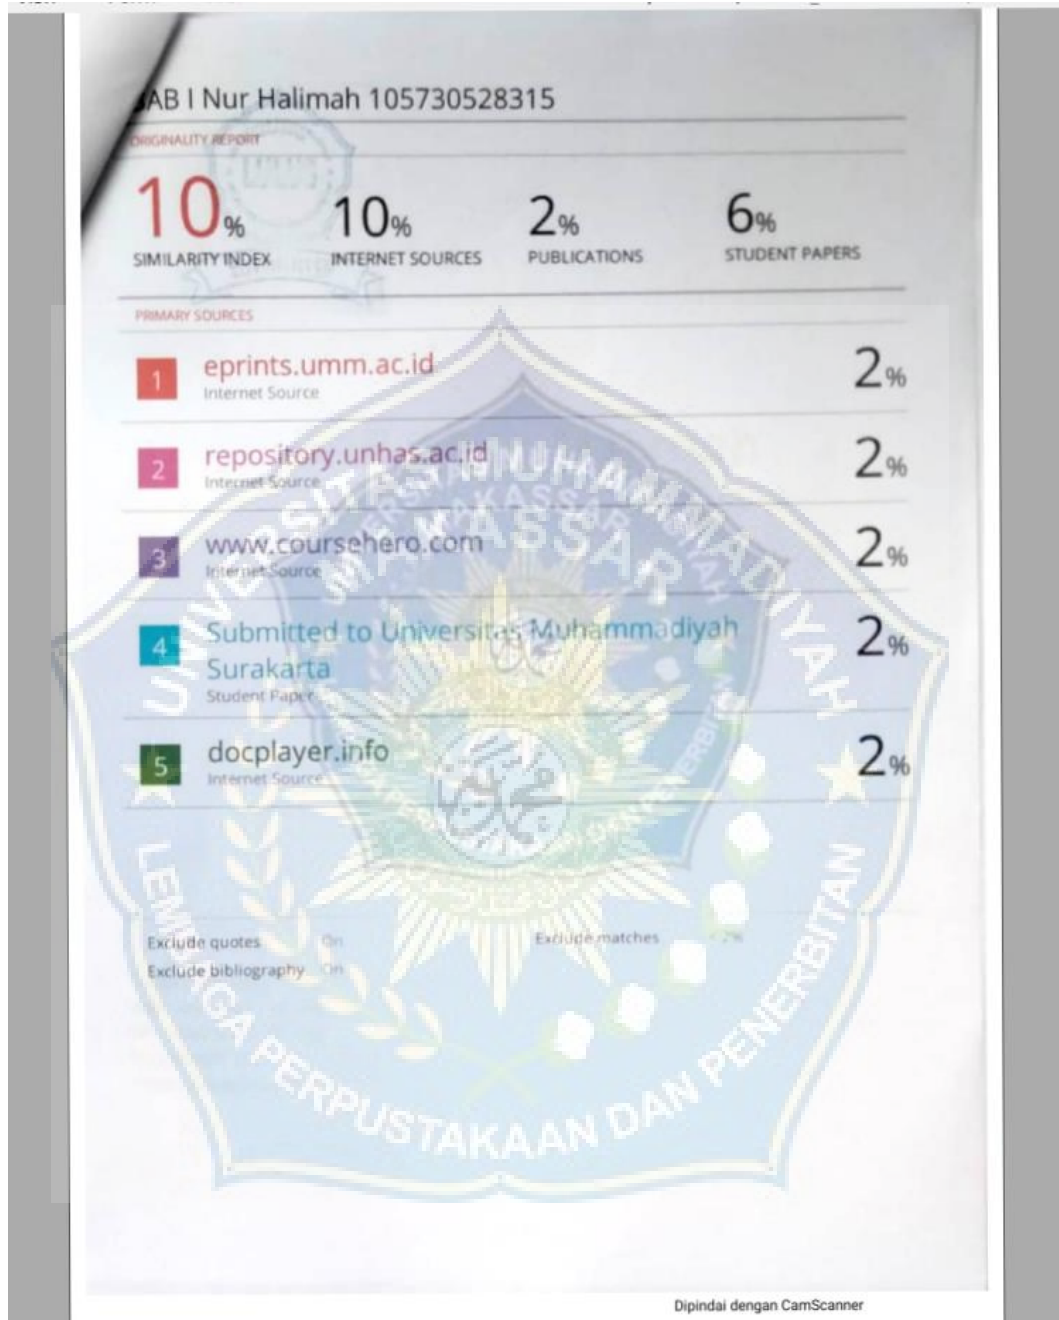 AB I Nur Halimah 105730528315
ORIGINALITY REPORT
10% 10% 2% 6%
SIMILARITY INDEX INTERNET SOURCES PUBLICATIONS STUDENT PAPERS
PRIMARY SOURCES
1 eprints.umm.ac.id 2%
Internet Source
2 repository.unhas.ac.id 2%
Internet Source
3 www.coursehero.com 2%
Internet Source
4 Submitted to Universitas Muhammadiyah 2%
Surakarta
Student Paper
5 docplayer.info 2%
Internet Source
Exclude quotes On Exclude matches
Exclude bibliography On
UNIVERSITAS MUHAMMADIYAH
MAKASSAR
LEMBAGA PERPUSTAKAAN DAN PENERBITAN
Dipindai dengan CamScanner